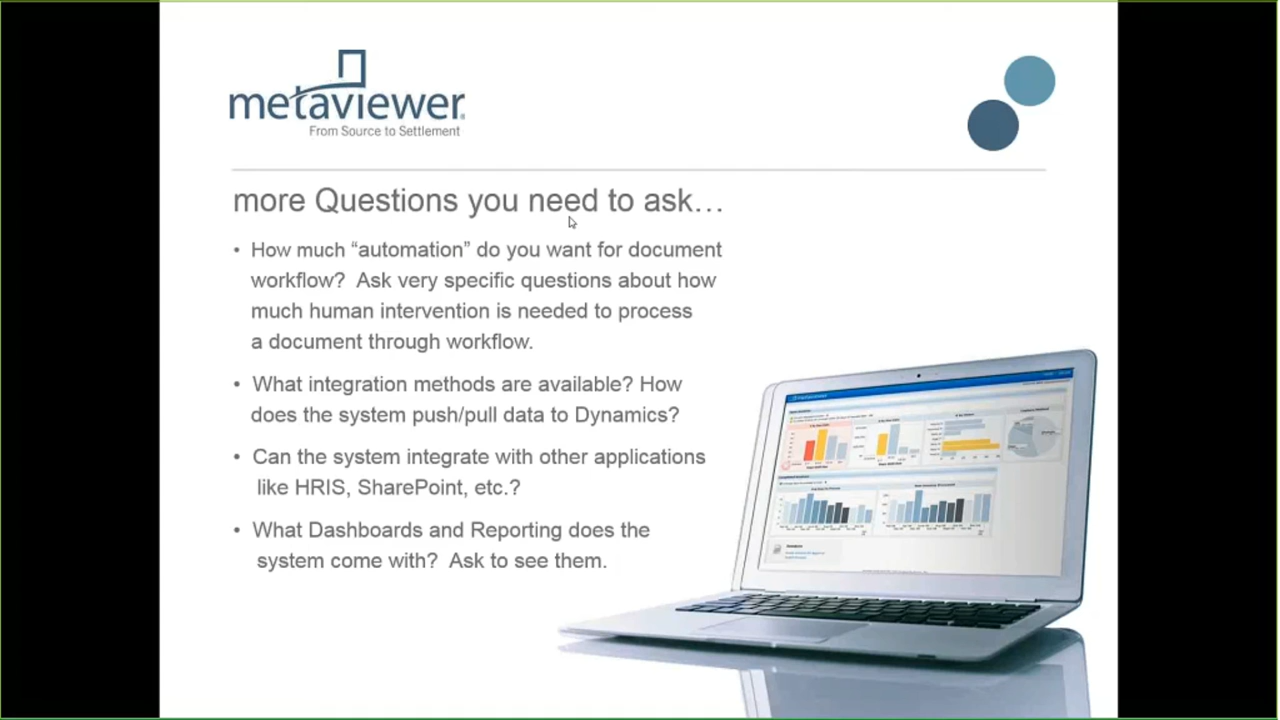 metaviewer®
From Source to Settlement
more Questions you need to ask…
• How much “automation” do you want for document
workflow?  Ask very specific questions about how
much human intervention is needed to process
a document through workflow.
• What integration methods are available? How
does the system push/pull data to Dynamics?
• Can the system integrate with other applications
like HRIS, SharePoint, etc.?
• What Dashboards and Reporting does the
system come with?  Ask to see them.